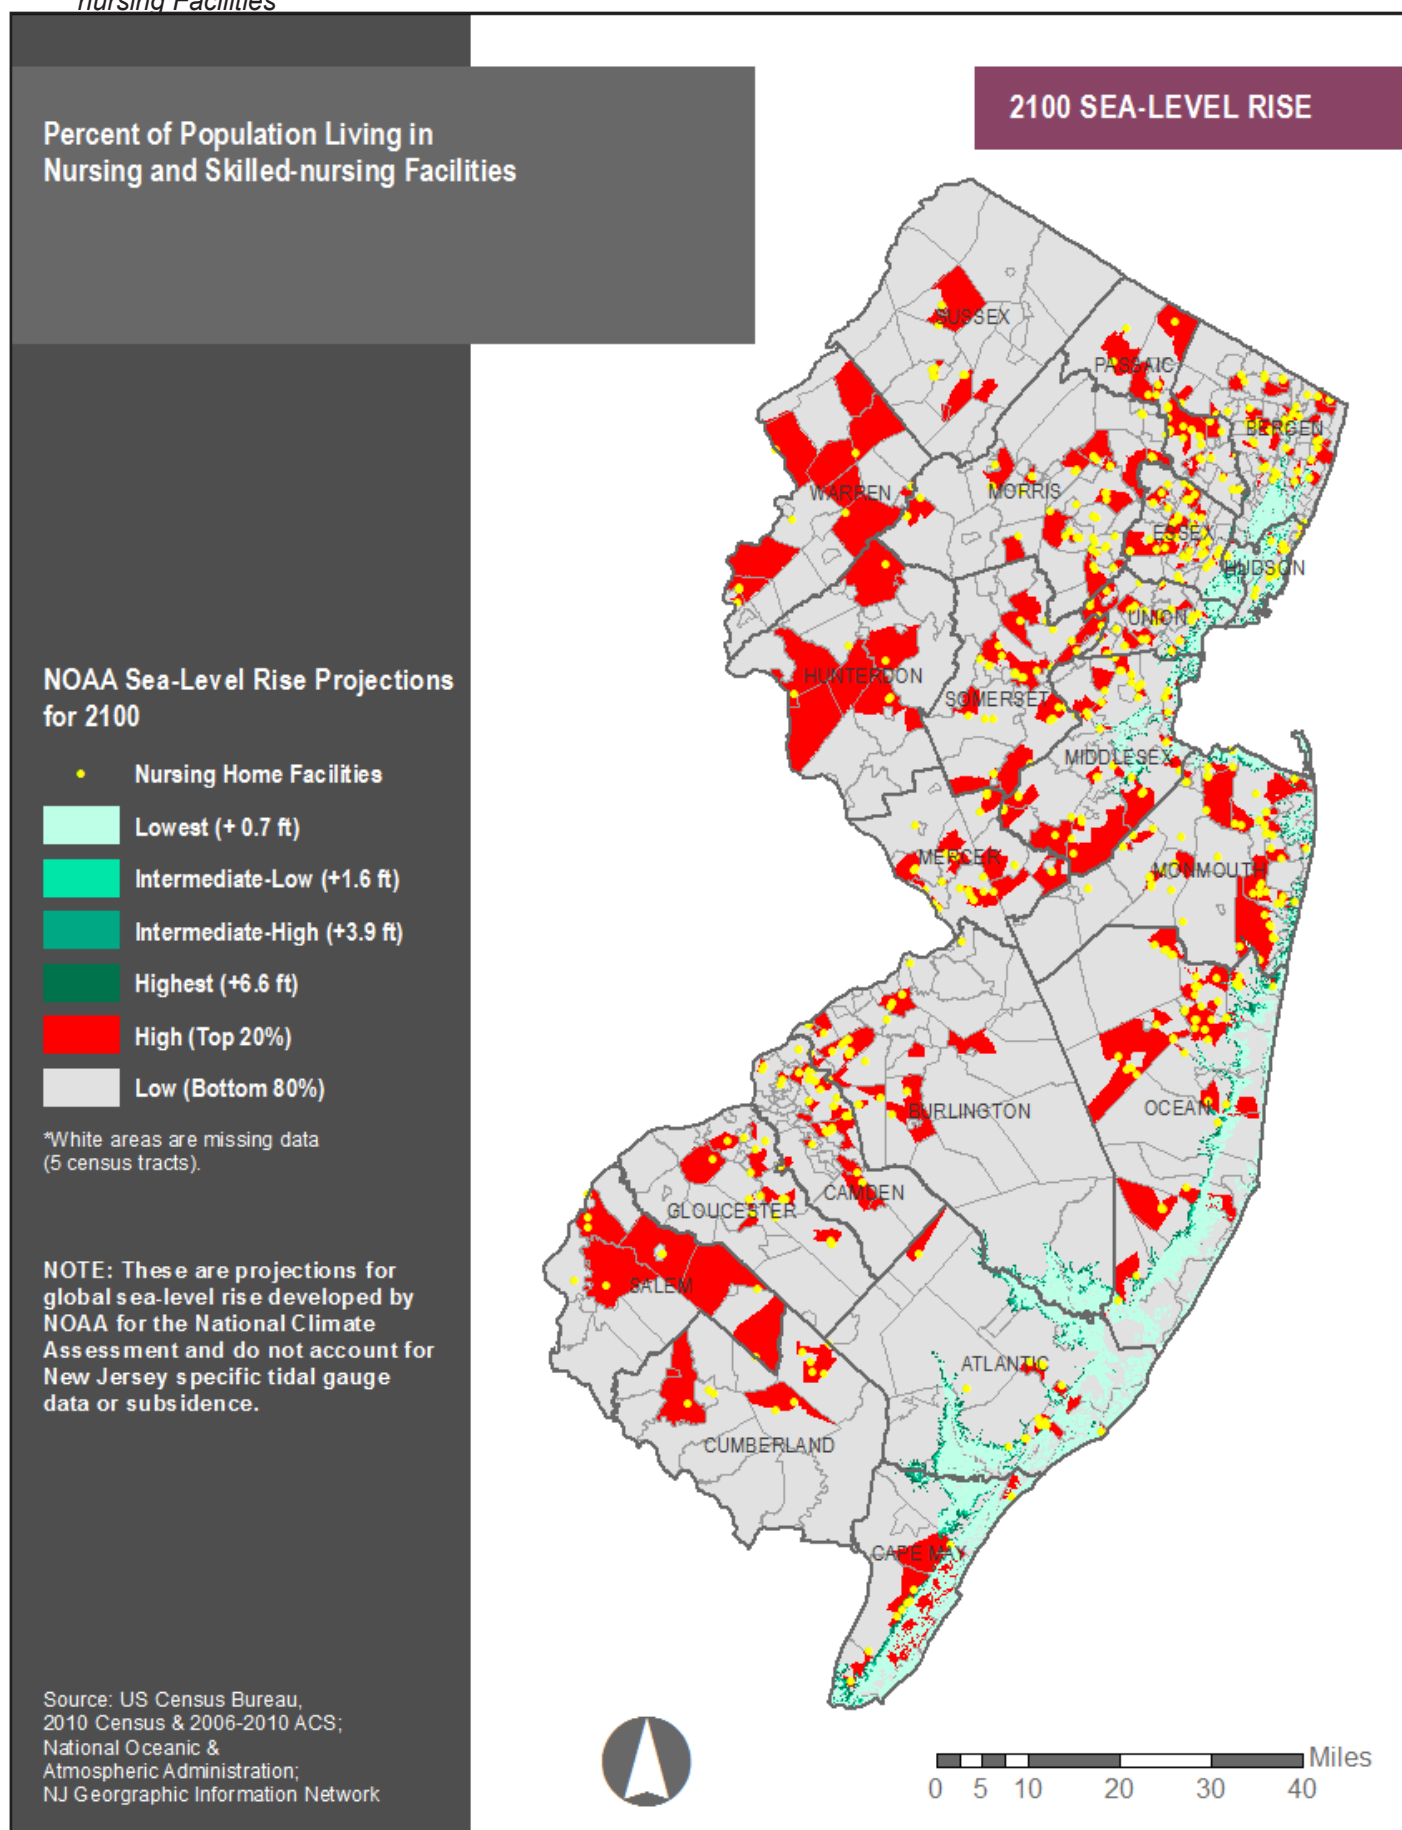 nursing Facilities
Percent of Population Living in
Nursing and Skilled-nursing Facilities
2100 SEA-LEVEL RISE
SUSSEX
PASSAIC
BERGEN
WARREN
MORRIS
ESSEX
HUDSON
UNION
HUNTERDON
SOMERSET
MIDDLESEX
MERCER
MONMOUTH
OCEAN
BURLINGTON
CAMDEN
GLOUCESTER
SALEM
ATLANTIC
CUMBERLAND
CAPE MAY
NOAA Sea-Level Rise Projections
for 2100
Nursing Home Facilities
Lowest (+ 0.7 ft)
Intermediate-Low (+1.6 ft)
Intermediate-High (+3.9 ft)
Highest (+6.6 ft)
High (Top 20%)
Low (Bottom 80%)
*White areas are missing data
(5 census tracts).
NOTE: These are projections for
global sea-level rise developed by
NOAA for the National Climate
Assessment and do not account for
New Jersey specific tidal gauge
data or subsidence.
Source: US Census Bureau,
2010 Census & 2006-2010 ACS;
National Oceanic &
Atmospheric Administration;
NJ Georgraphic Information Network
Miles
0 5 10 20 30 40